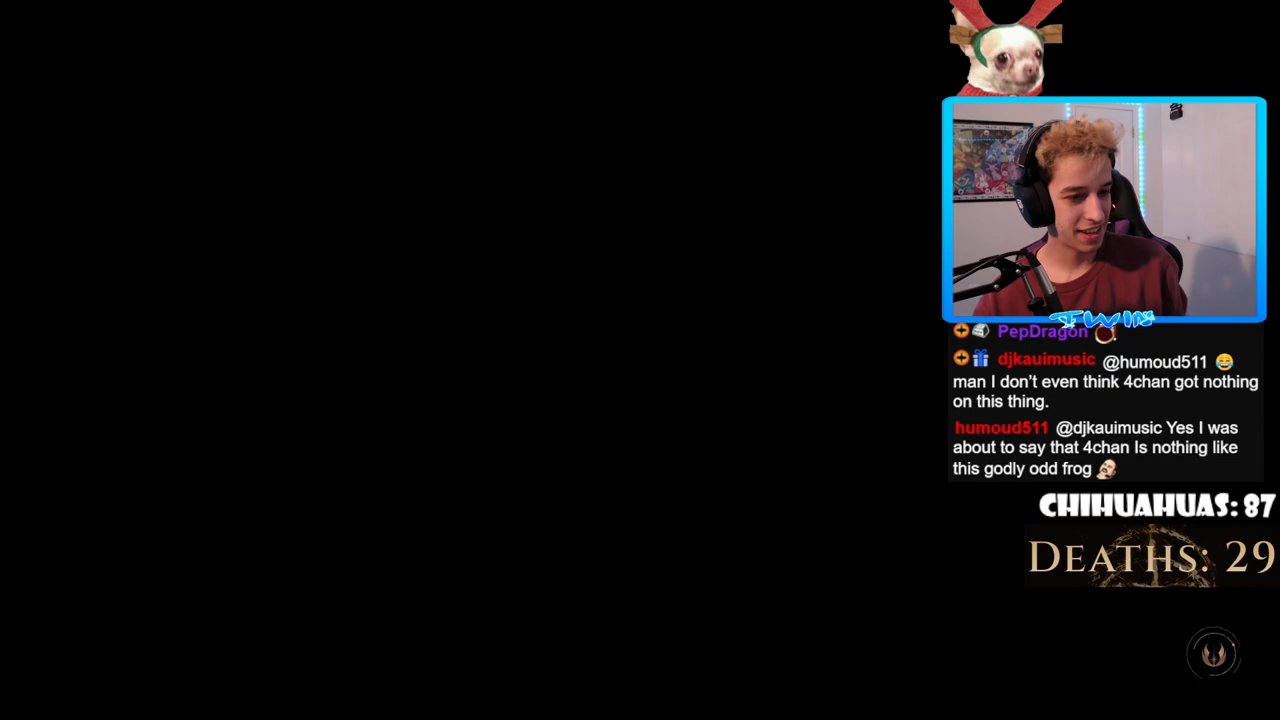 TWIN
PepDragon
djkauimusic @humoud511 😂
man I don't even think 4chan got nothing
on this thing.
humoud511 @djkauimusic Yes I was
about to say that 4chan Is nothing like
this godly odd frog
CHIHUAHUAS: 87
DEATHS: 29